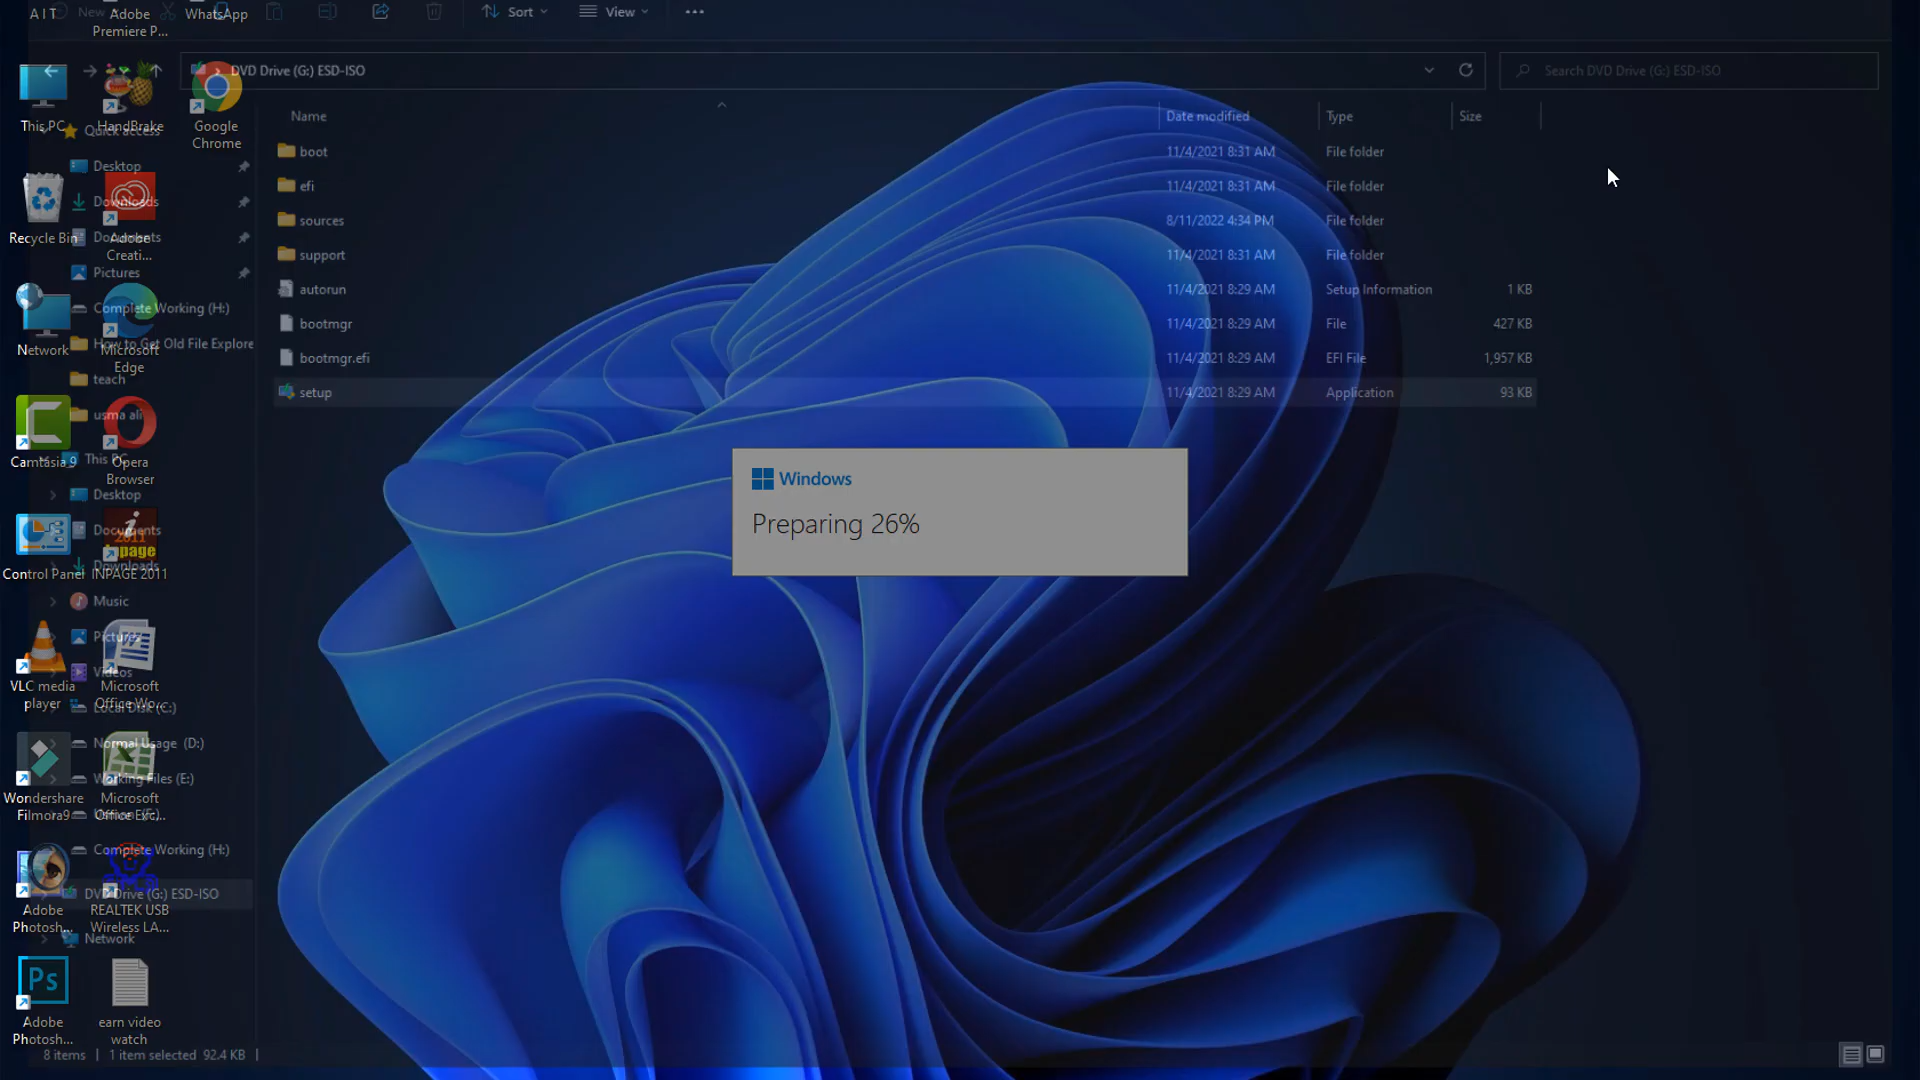 A I T
New
Adobe
Premiere P...
WhatsApp
Sort
View
DVD Drive (G:) ESD-ISO
Search DVD Drive (G:) ESD-ISO
This PC
HandBrake
Google
Chrome
Quick access
Desktop
Downloads
Documents
Pictures
Complete Working (H:)
How to Get Old File Explore
teach
usma ali
This PC
Desktop
Documents
Downloads
Music
Pictures
Videos
Local Disk (C:)
Normal Usage (D:)
Working Files (E:)
Complete Working (H:)
DVD Drive (G:) ESD-ISO
Network
Recycle Bin
Adobe
Creati...
Network
Microsoft
Edge
Camtasia 9
Opera
Browser
Control Panel
2011
inpage
INPAGE 2011
VLC media
player
Microsoft
Office Wo...
Wondershare
Filmora9
Microsoft
Office Exc...
Adobe
Photosh...
REALTEK USB
Wireless LA...
Ps
Adobe
Photosh...
earn video
watch
Name Date modified Type Size
boot 11/4/2021 8:31 AM File folder
efi 11/4/2021 8:31 AM File folder
sources 8/11/2022 4:34 PM File folder
support 11/4/2021 8:31 AM File folder
autorun 11/4/2021 8:29 AM Setup Information 1 KB
bootmgr 11/4/2021 8:29 AM File 427 KB
bootmgr.efi 11/4/2021 8:29 AM EFI File 1,957 KB
setup 11/4/2021 8:29 AM Application 93 KB
Windows
Preparing 26%
8 items 1 item selected 92.4 KB